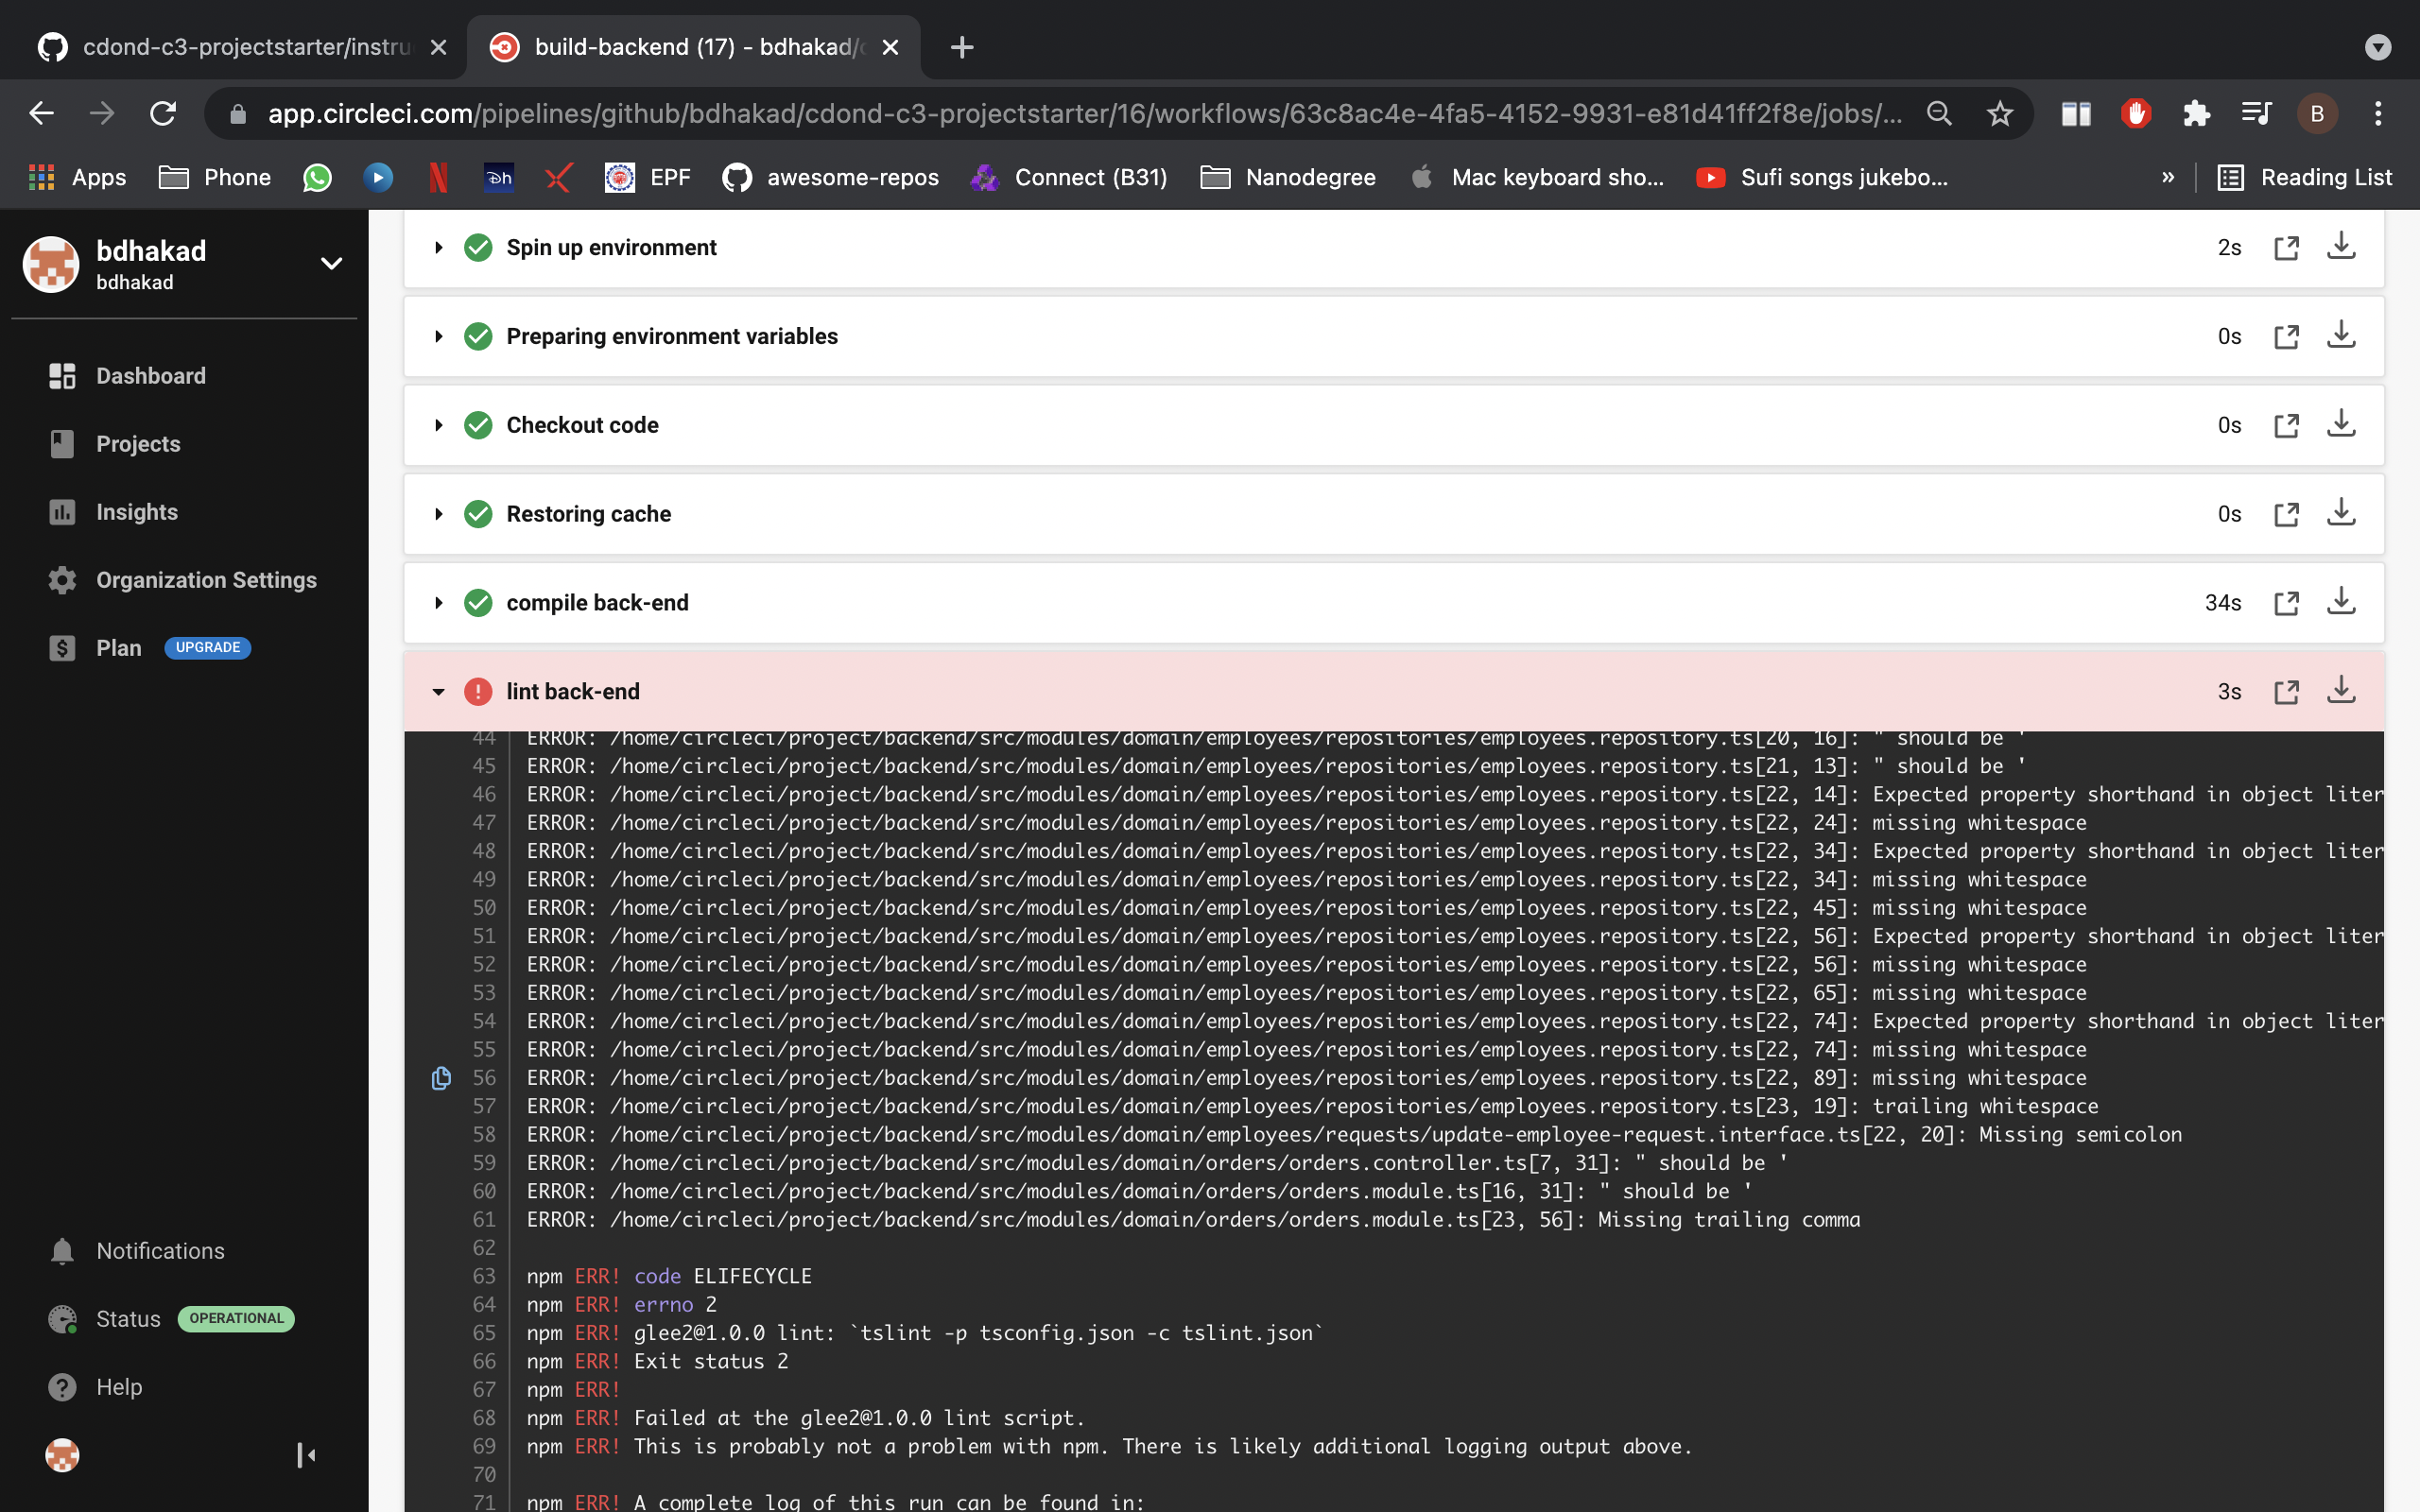 cdond-c3-projectstarter/instru
build-backend (17) - bdhakad/c
app.circleci.com/pipelines/github/bdhakad/cdond-c3-projectstarter/16/workflows/63c8ac4e-4fa5-4152-9931-e81d41ff2f8e/jobs/...
B
Apps
Phone
N
EPF
awesome-repos
Connect (B31)
Nanodegree
Mac keyboard sho...
Sufi songs jukebo...
»
Reading List
bdhakad
bdhakad
Dashboard
Projects
Insights
Organization Settings
Plan UPGRADE
Notifications
Status OPERATIONAL
Help
Spin up environment 2s
Preparing environment variables 0s
Checkout code 0s
Restoring cache 0s
compile back-end 34s
lint back-end 3s
44 ERROR: /home/circleci/project/backend/src/modules/domain/employees/repositories/employees.repository.ts[20, 16]: " should be '
45 ERROR: /home/circleci/project/backend/src/modules/domain/employees/repositories/employees.repository.ts[21, 13]: " should be '
46 ERROR: /home/circleci/project/backend/src/modules/domain/employees/repositories/employees.repository.ts[22, 14]: Expected property shorthand in object liter
47 ERROR: /home/circleci/project/backend/src/modules/domain/employees/repositories/employees.repository.ts[22, 24]: missing whitespace
48 ERROR: /home/circleci/project/backend/src/modules/domain/employees/repositories/employees.repository.ts[22, 34]: Expected property shorthand in object liter
49 ERROR: /home/circleci/project/backend/src/modules/domain/employees/repositories/employees.repository.ts[22, 34]: missing whitespace
50 ERROR: /home/circleci/project/backend/src/modules/domain/employees/repositories/employees.repository.ts[22, 45]: missing whitespace
51 ERROR: /home/circleci/project/backend/src/modules/domain/employees/repositories/employees.repository.ts[22, 56]: Expected property shorthand in object liter
52 ERROR: /home/circleci/project/backend/src/modules/domain/employees/repositories/employees.repository.ts[22, 56]: missing whitespace
53 ERROR: /home/circleci/project/backend/src/modules/domain/employees/repositories/employees.repository.ts[22, 65]: missing whitespace
54 ERROR: /home/circleci/project/backend/src/modules/domain/employees/repositories/employees.repository.ts[22, 74]: Expected property shorthand in object liter
55 ERROR: /home/circleci/project/backend/src/modules/domain/employees/repositories/employees.repository.ts[22, 74]: missing whitespace
56 ERROR: /home/circleci/project/backend/src/modules/domain/employees/repositories/employees.repository.ts[22, 89]: missing whitespace
57 ERROR: /home/circleci/project/backend/src/modules/domain/employees/repositories/employees.repository.ts[23, 19]: trailing whitespace
58 ERROR: /home/circleci/project/backend/src/modules/domain/employees/requests/update-employee-request.interface.ts[22, 20]: Missing semicolon
59 ERROR: /home/circleci/project/backend/src/modules/domain/orders/orders.controller.ts[7, 31]: " should be '
60 ERROR: /home/circleci/project/backend/src/modules/domain/orders/orders.module.ts[16, 31]: " should be '
61 ERROR: /home/circleci/project/backend/src/modules/domain/orders/orders.module.ts[23, 56]: Missing trailing comma
62
63 npm ERR! code ELIFECYCLE
64 npm ERR! errno 2
65 npm ERR! glee2@1.0.0 lint: `tslint -p tsconfig.json -c tslint.json`
66 npm ERR! Exit status 2
67 npm ERR!
68 npm ERR! Failed at the glee2@1.0.0 lint script.
69 npm ERR! This is probably not a problem with npm. There is likely additional logging output above.
70
71 npm ERR! A complete log of this run can be found in: